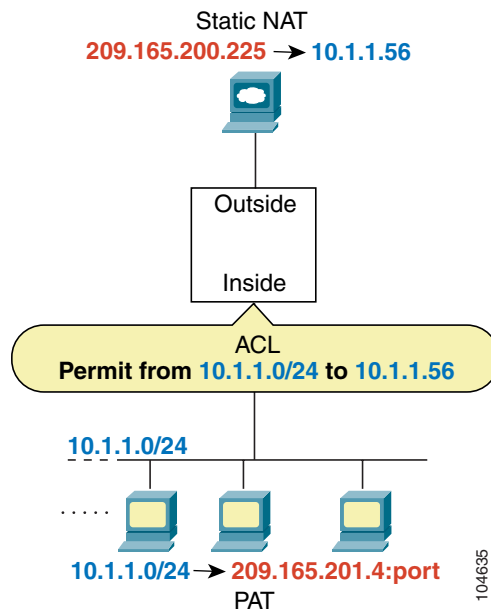 Static NAT
209.165.200.225 → 10.1.1.56
Outside
Inside
ACL
Permit from 10.1.1.0/24 to 10.1.1.56
10.1.1.0/24
10.1.1.0/24 → 209.165.201.4:port
PAT
104635